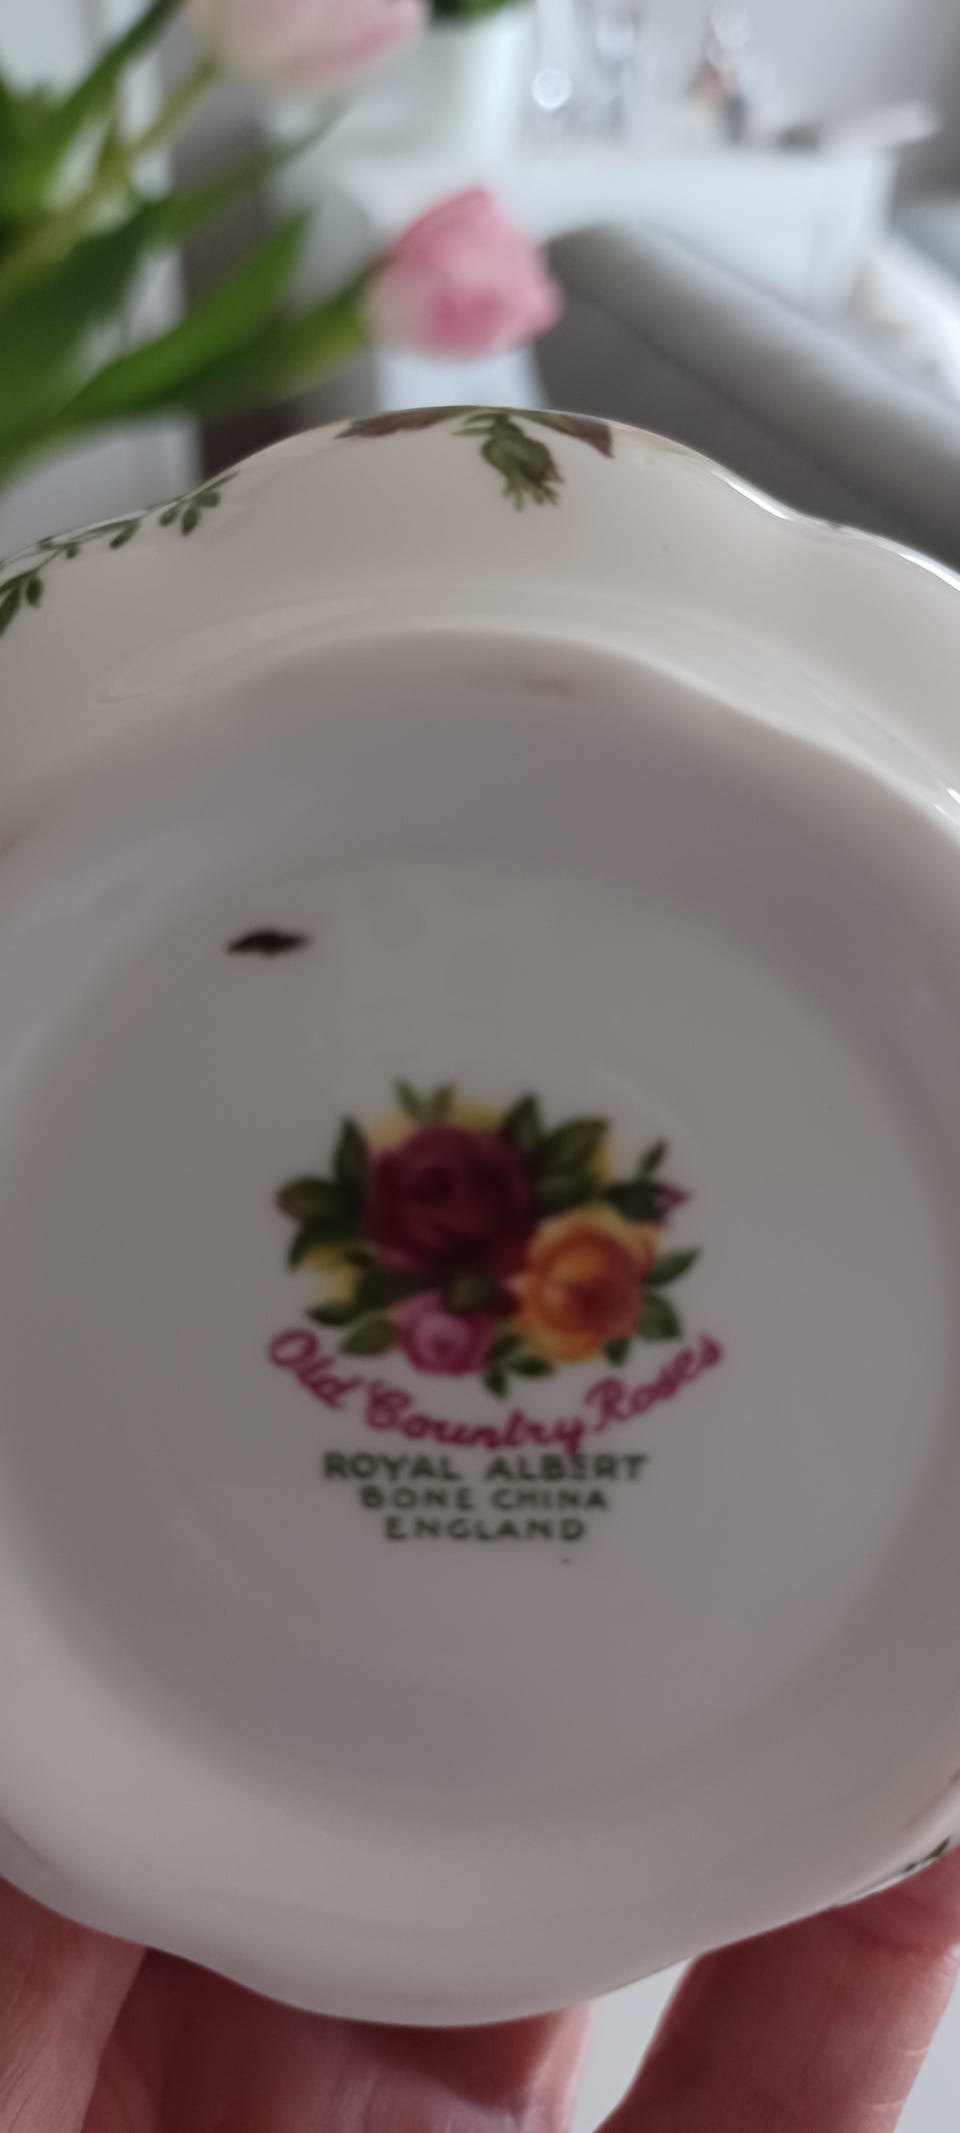 Old Country Roses
ROYAL ALBERT
BONE CHINA
ENGLAND